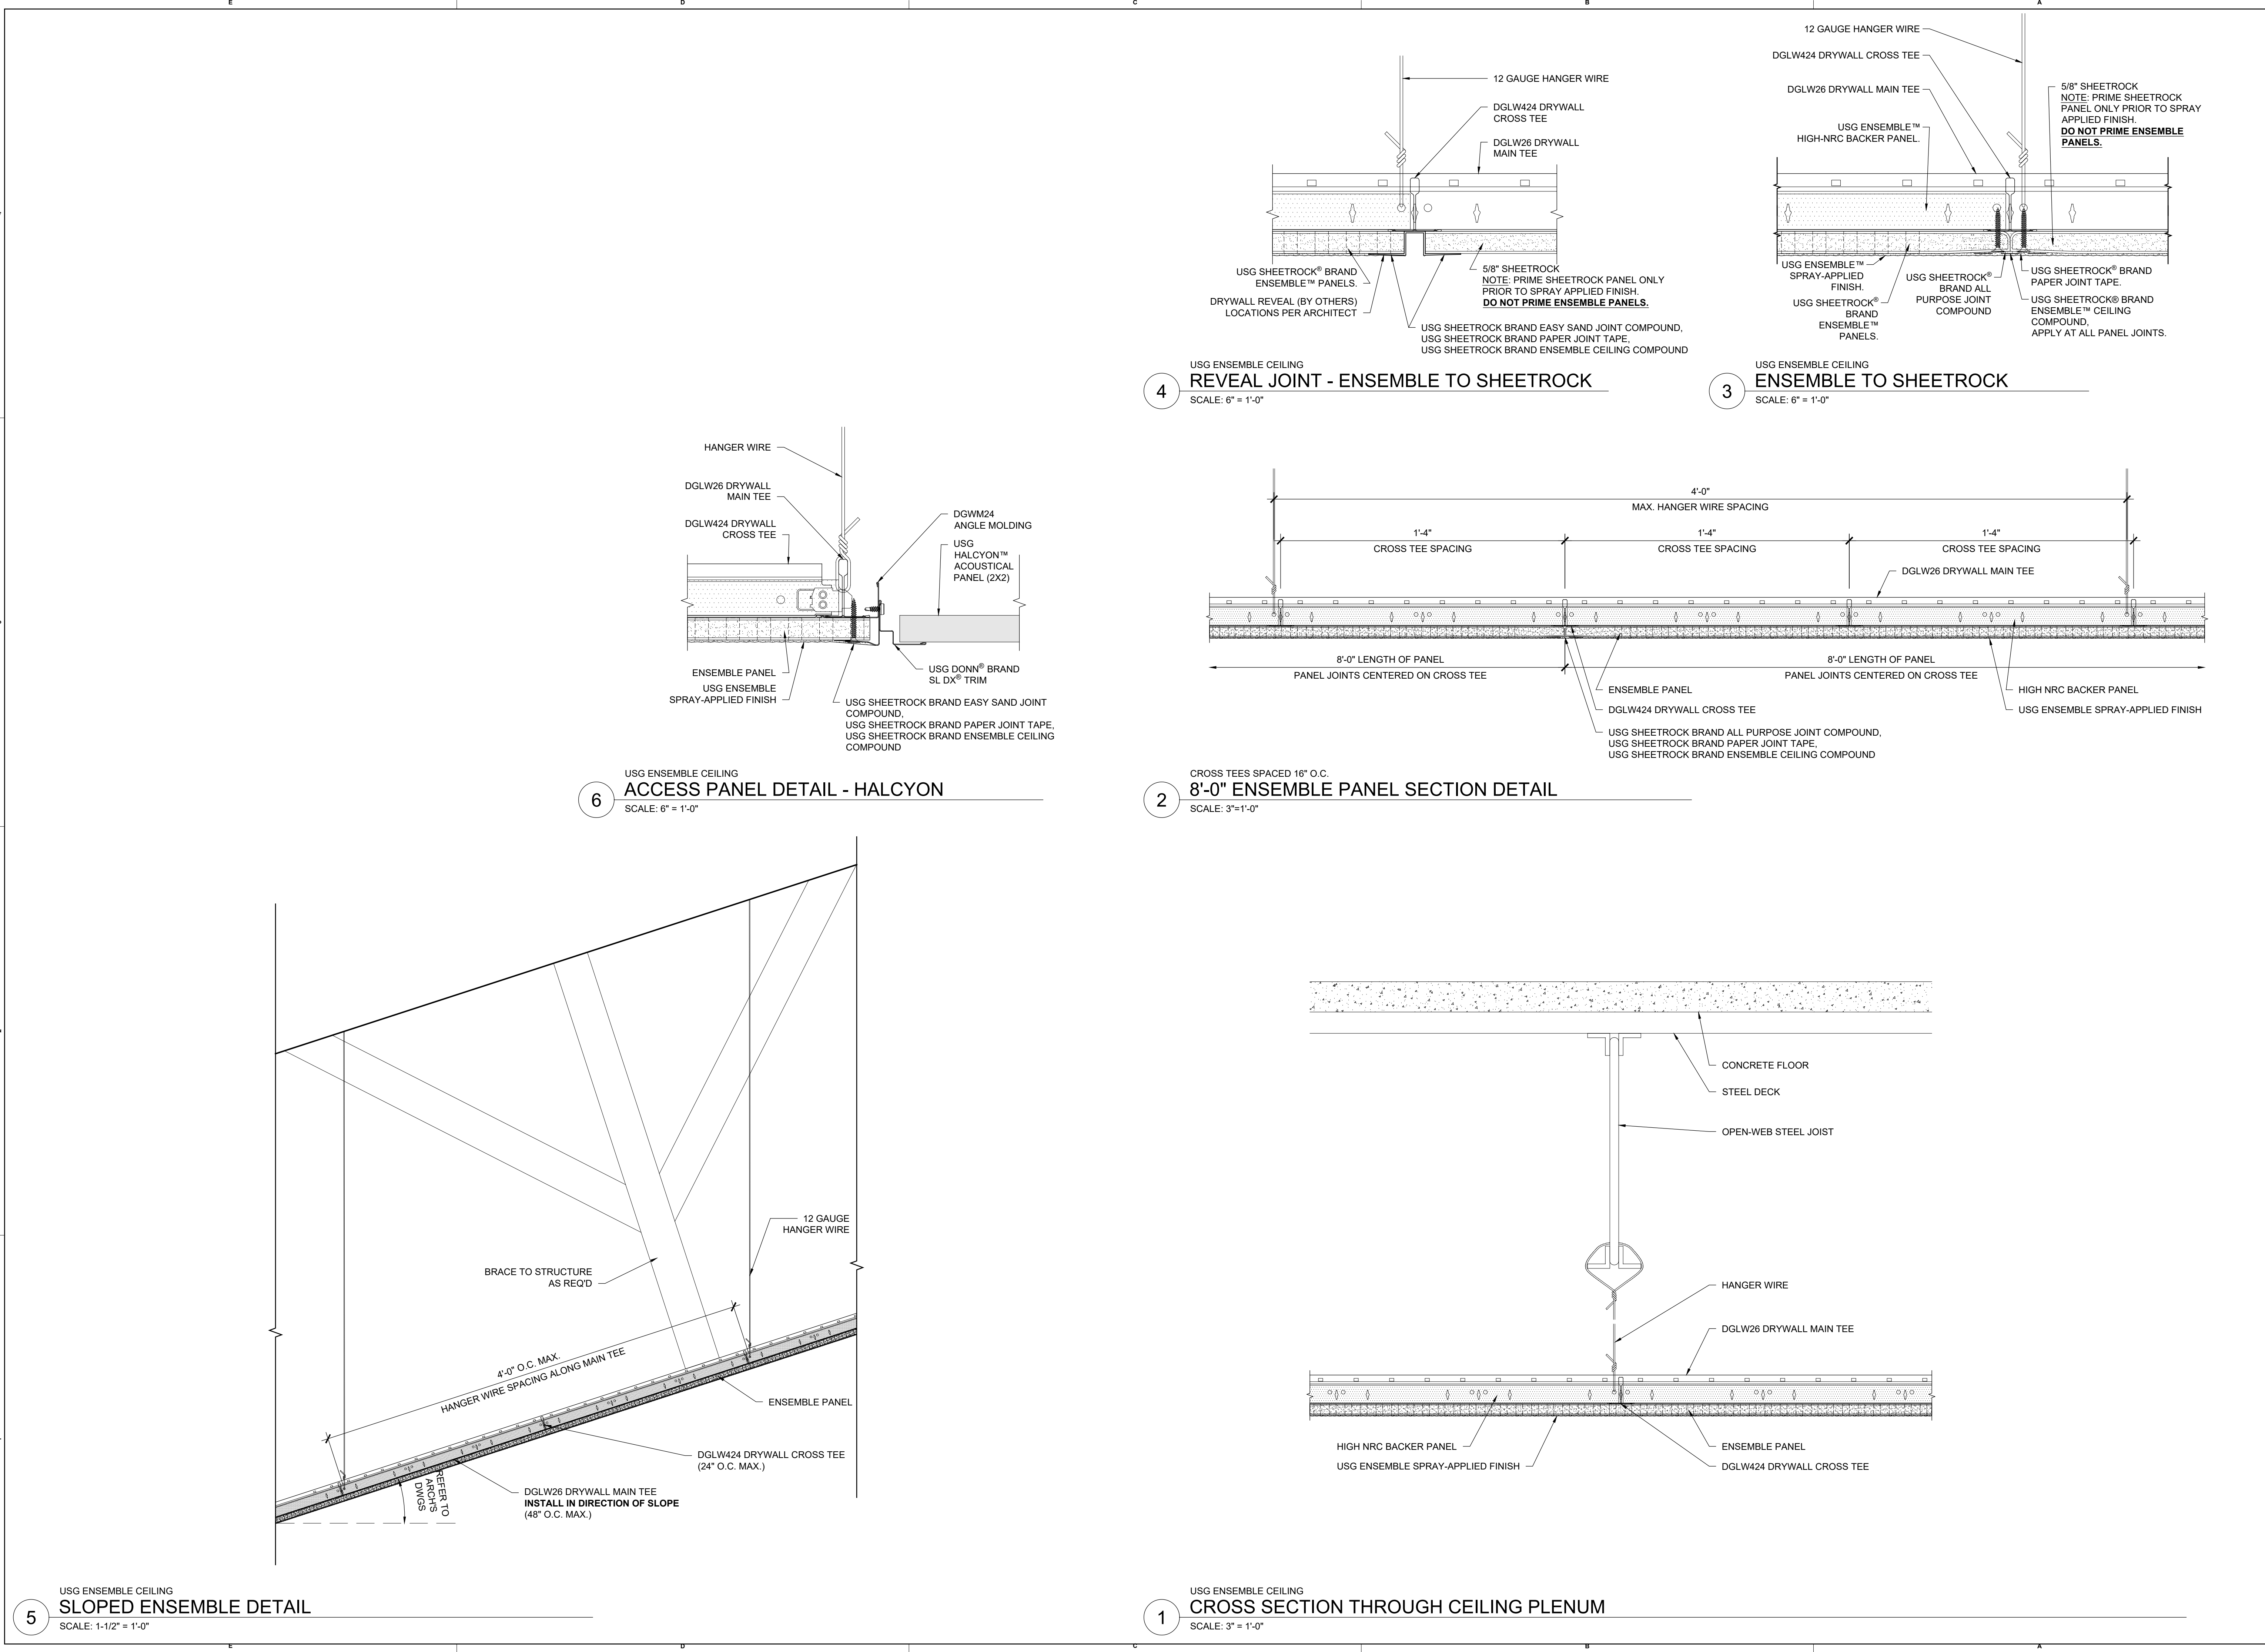 E
D
C
B
A
12 GAUGE HANGER WIRE
DGLW424 DRYWALL
CROSS TEE
DGLW26 DRYWALL
MAIN TEE
USG SHEETROCK® BRAND
ENSEMBLE™ PANELS.
DRYWALL REVEAL (BY OTHERS)
LOCATIONS PER ARCHITECT
5/8" SHEETROCK
NOTE: PRIME SHEETROCK PANEL ONLY
PRIOR TO SPRAY APPLIED FINISH.
DO NOT PRIME ENSEMBLE PANELS.
USG SHEETROCK BRAND EASY SAND JOINT COMPOUND,
USG SHEETROCK BRAND PAPER JOINT TAPE,
USG SHEETROCK BRAND ENSEMBLE CEILING COMPOUND
4
USG ENSEMBLE CEILING
REVEAL JOINT - ENSEMBLE TO SHEETROCK
SCALE: 6" = 1'-0"
12 GAUGE HANGER WIRE
DGLW424 DRYWALL CROSS TEE
DGLW26 DRYWALL MAIN TEE
USG ENSEMBLE™
HIGH-NRC BACKER PANEL.
5/8" SHEETROCK
NOTE: PRIME SHEETROCK
PANEL ONLY PRIOR TO SPRAY
APPLIED FINISH.
DO NOT PRIME ENSEMBLE
PANELS.
USG ENSEMBLE™
SPRAY-APPLIED
FINISH.
USG SHEETROCK®
BRAND
ENSEMBLE™
PANELS.
USG SHEETROCK®
BRAND ALL
PURPOSE JOINT
COMPOUND
USG SHEETROCK® BRAND
PAPER JOINT TAPE.
USG SHEETROCK® BRAND
ENSEMBLE™ CEILING
COMPOUND,
APPLY AT ALL PANEL JOINTS.
3
USG ENSEMBLE CEILING
ENSEMBLE TO SHEETROCK
SCALE: 6" = 1'-0"
HANGER WIRE
DGLW26 DRYWALL
MAIN TEE
DGLW424 DRYWALL
CROSS TEE
DGWM24
ANGLE MOLDING
USG
HALCYON™
ACOUSTICAL
PANEL (2X2)
ENSEMBLE PANEL
USG ENSEMBLE
SPRAY-APPLIED FINISH
USG DONN® BRAND
SL DX® TRIM
USG SHEETROCK BRAND EASY SAND JOINT
COMPOUND,
USG SHEETROCK BRAND PAPER JOINT TAPE,
USG SHEETROCK BRAND ENSEMBLE CEILING
COMPOUND
6
USG ENSEMBLE CEILING
ACCESS PANEL DETAIL - HALCYON
SCALE: 6" = 1'-0"
4'-0"
MAX. HANGER WIRE SPACING
1'-4"
CROSS TEE SPACING
1'-4"
CROSS TEE SPACING
1'-4"
CROSS TEE SPACING
DGLW26 DRYWALL MAIN TEE
8'-0" LENGTH OF PANEL
PANEL JOINTS CENTERED ON CROSS TEE
8'-0" LENGTH OF PANEL
PANEL JOINTS CENTERED ON CROSS TEE
ENSEMBLE PANEL
DGLW424 DRYWALL CROSS TEE
USG SHEETROCK BRAND ALL PURPOSE JOINT COMPOUND,
USG SHEETROCK BRAND PAPER JOINT TAPE,
USG SHEETROCK BRAND ENSEMBLE CEILING COMPOUND
HIGH NRC BACKER PANEL
USG ENSEMBLE SPRAY-APPLIED FINISH
2
CROSS TEES SPACED 16" O.C.
8'-0" ENSEMBLE PANEL SECTION DETAIL
SCALE: 3"=1'-0"
12 GAUGE
HANGER WIRE
BRACE TO STRUCTURE
AS REQ'D
4'-0" O.C. MAX.
HANGER WIRE SPACING ALONG MAIN TEE
ENSEMBLE PANEL
DGLW424 DRYWALL CROSS TEE
(24" O.C. MAX.)
DGLW26 DRYWALL MAIN TEE
INSTALL IN DIRECTION OF SLOPE
(48" O.C. MAX.)
REFER TO
ARCH'S
DWGS
5
USG ENSEMBLE CEILING
SLOPED ENSEMBLE DETAIL
SCALE: 1-1/2" = 1'-0"
CONCRETE FLOOR
STEEL DECK
OPEN-WEB STEEL JOIST
HANGER WIRE
DGLW26 DRYWALL MAIN TEE
HIGH NRC BACKER PANEL
USG ENSEMBLE SPRAY-APPLIED FINISH
ENSEMBLE PANEL
DGLW424 DRYWALL CROSS TEE
1
USG ENSEMBLE CEILING
CROSS SECTION THROUGH CEILING PLENUM
SCALE: 3" = 1'-0"
E
D
C
B
A